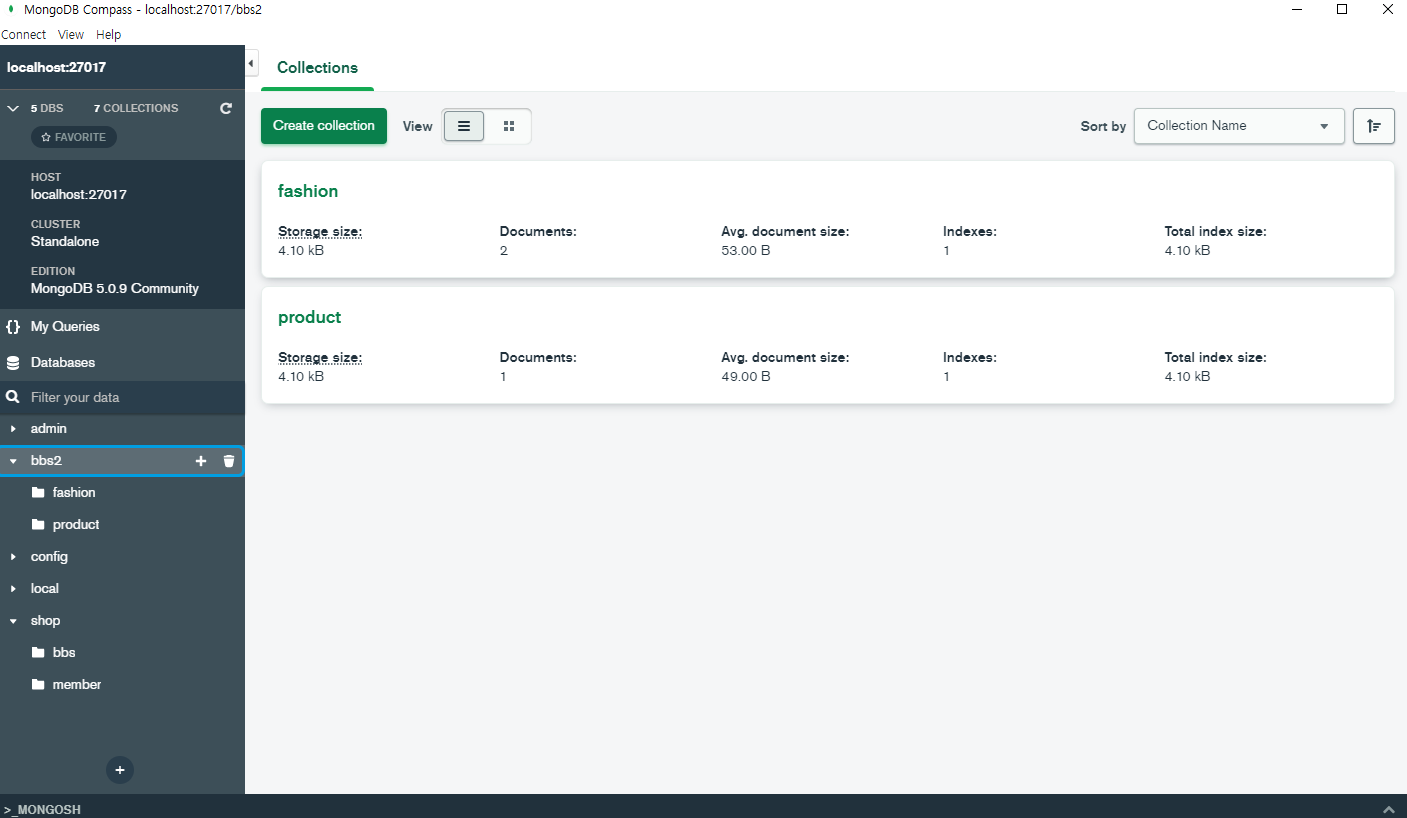 MongoDB Compass - localhost:27017/bbs2
Connect View Help
localhost:27017
5 DBS 7 COLLECTIONS
FAVORITE
HOST
localhost:27017
CLUSTER
Standalone
EDITION
MongoDB 5.0.9 Community
{} My Queries
Databases
Filter your data
admin
bbs2
fashion
product
config
local
shop
bbs
member
+
>_MONGOSH
Collections
Create collection View Sort by Collection Name
fashion
Storage size: Documents: Avg. document size: Indexes: Total index size:
4.10 kB 2 53.00 B 1 4.10 kB
product
Storage size: Documents: Avg. document size: Indexes: Total index size:
4.10 kB 1 49.00 B 1 4.10 kB